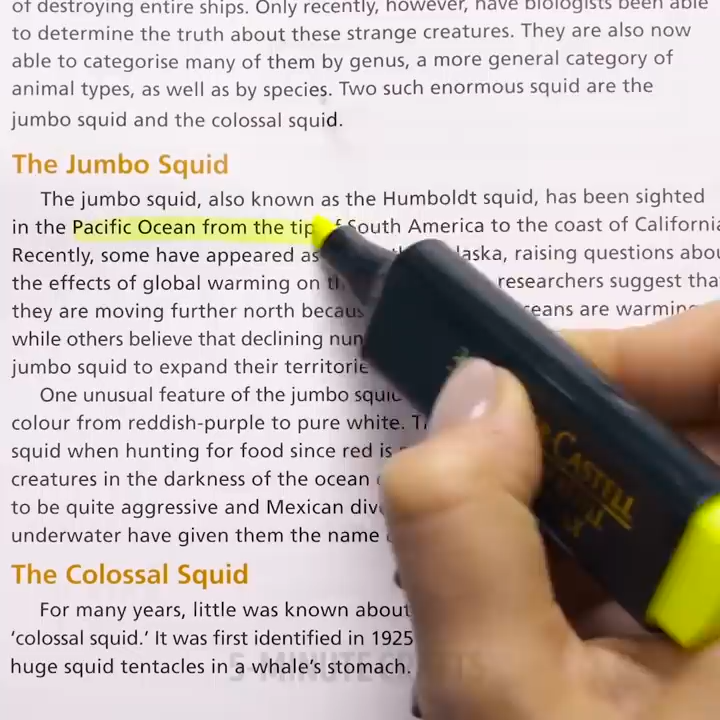 of destroying entire ships. Only recently, however, have biologists been able
to determine the truth about these strange creatures. They are also now
able to categorise many of them by genus, a more general category of
animal types, as well as by species. Two such enormous squid are the
jumbo squid and the colossal squid.
The Jumbo Squid
The jumbo squid, also known as the Humboldt squid, has been sighted
in the Pacific Ocean from the tip of South America to the coast of California
Recently, some have appeared as laska, raising questions abou
the effects of global warming on th researchers suggest tha
they are moving further north becaus ceans are warming
while others believe that declining num
jumbo squid to expand their territorie
One unusual feature of the jumbo squid
colour from reddish-purple to pure white. Th
squid when hunting for food since red is
creatures in the darkness of the ocean
to be quite aggressive and Mexican dive
underwater have given them the name
The Colossal Squid
For many years, little was known about
'colossal squid.' It was first identified in 1925
huge squid tentacles in a whale's stomach.
5-MINUTE CRAFTS
CASTELL